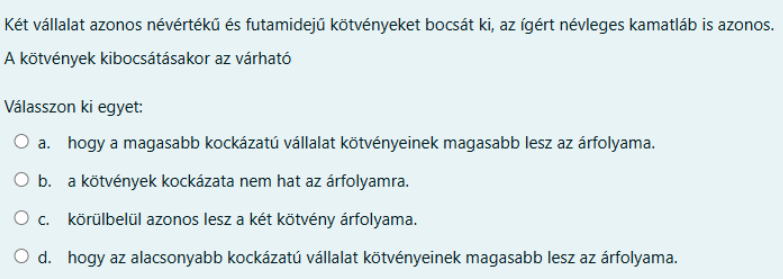 Két vállalat azonos névértékű és futamidejű kötvényeket bocsát ki, az ígért névleges kamatláb is azonos.
A kötvények kibocsátásakor az várható
Válasszon ki egyet:
a. hogy a magasabb kockázatú vállalat kötvényeinek magasabb lesz az árfolyama.
b. a kötvények kockázata nem hat az árfolyamra.
c. körülbelül azonos lesz a két kötvény árfolyama.
d. hogy az alacsonyabb kockázatú vállalat kötvényeinek magasabb lesz az árfolyama.